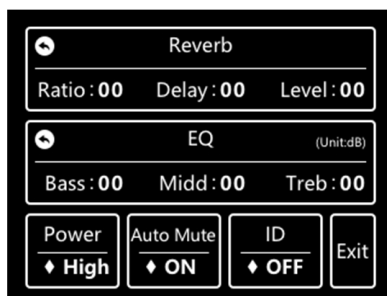 Reverb
Ratio:00 Delay:00 Level:00
EQ (Unit:dB)
Bass:00 Midd:00 Treb:00
Power Auto Mute ID Exit
♦ High ♦ ON ♦ OFF